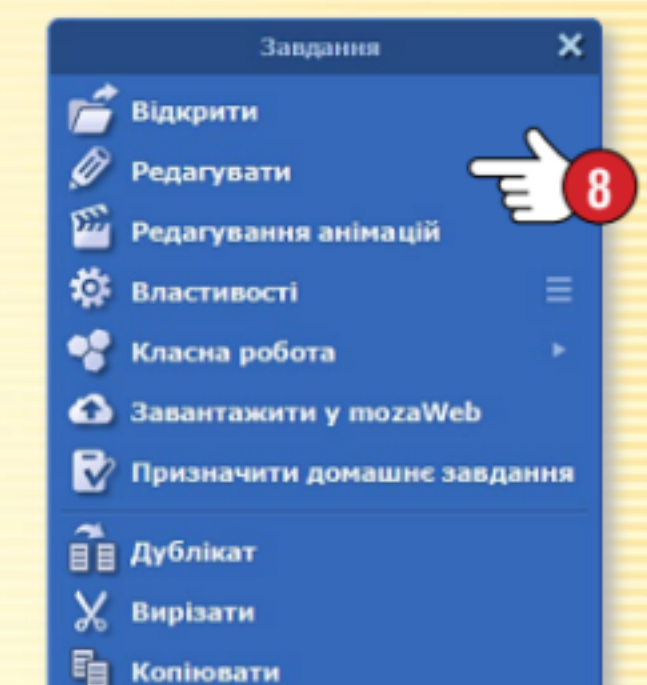 Завдання
Відкрити
Редагувати
8
Редагування анімацій
Властивості
Класна робота
Завантажити у mozaWeb
Призначити домашнє завдання
Дублікат
Вирізати
Копіювати